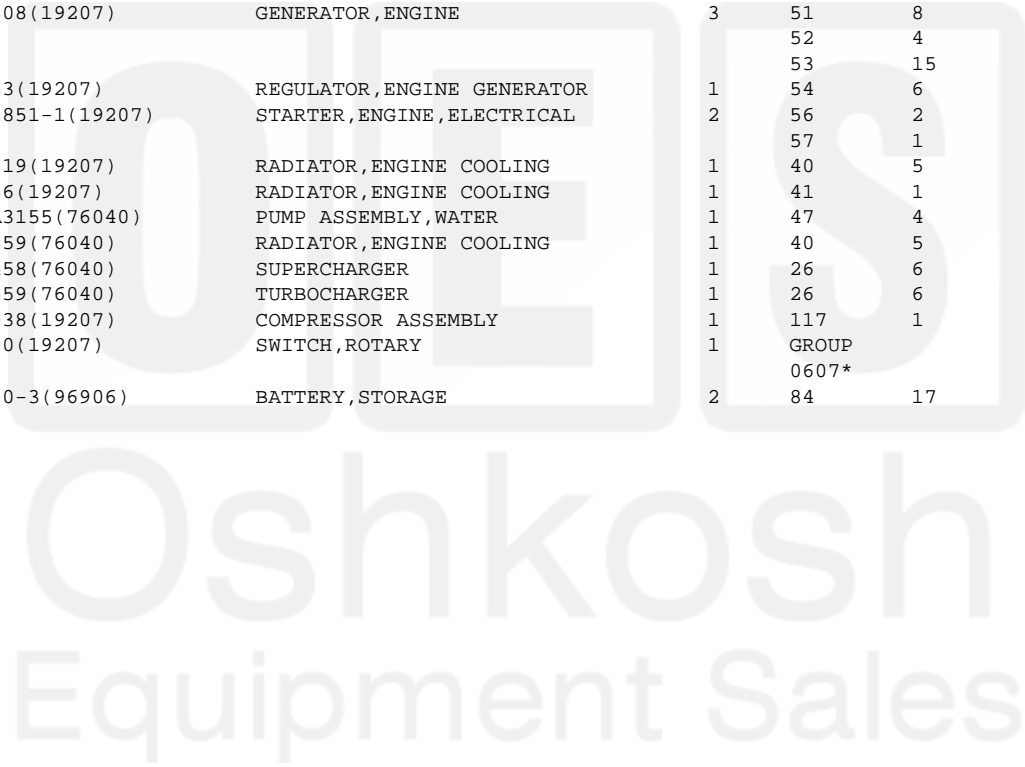 08(19207) GENERATOR,ENGINE 3 51 8
52 4
53 15
3(19207) REGULATOR,ENGINE GENERATOR 1 54 6
851-1(19207) STARTER,ENGINE,ELECTRICAL 2 56 2
57 1
19(19207) RADIATOR,ENGINE COOLING 1 40 5
6(19207) RADIATOR,ENGINE COOLING 1 41 1
3155(76040) PUMP ASSEMBLY,WATER 1 47 4
59(76040) RADIATOR,ENGINE COOLING 1 40 5
58(76040) SUPERCHARGER 1 26 6
59(76040) TURBOCHARGER 1 26 6
38(19207) COMPRESSOR ASSEMBLY 1 117 1
0(19207) SWITCH,ROTARY 1 GROUP
0607*
0-3(96906) BATTERY,STORAGE 2 84 17
OES
Oshkosh
Equipment Sales